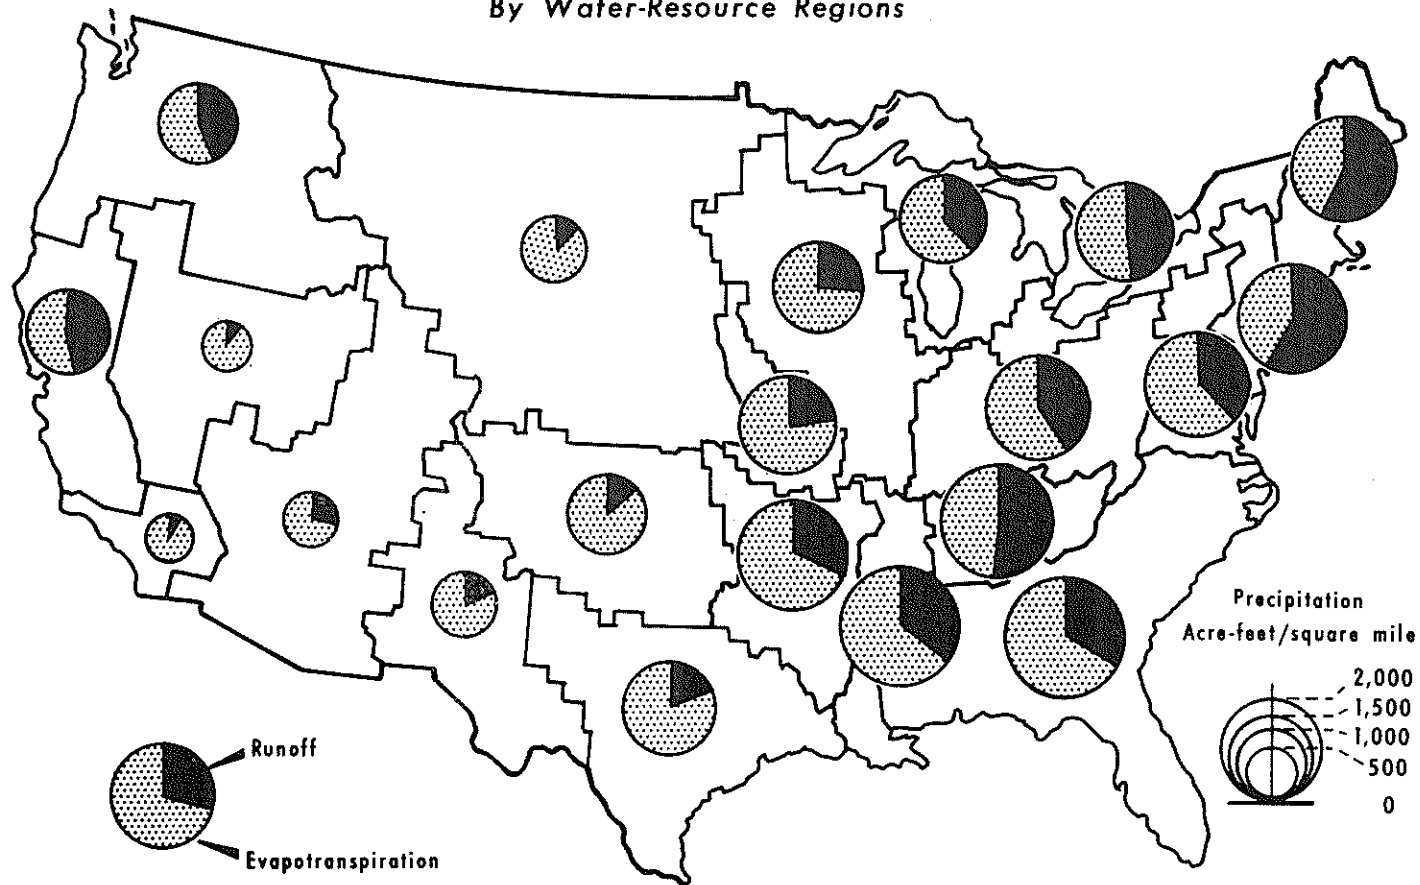 By Water-Resource Regions
Precipitation
Acre-feet/square mile
2,000
1,500
1,000
500
0
Runoff
Evapotranspiration